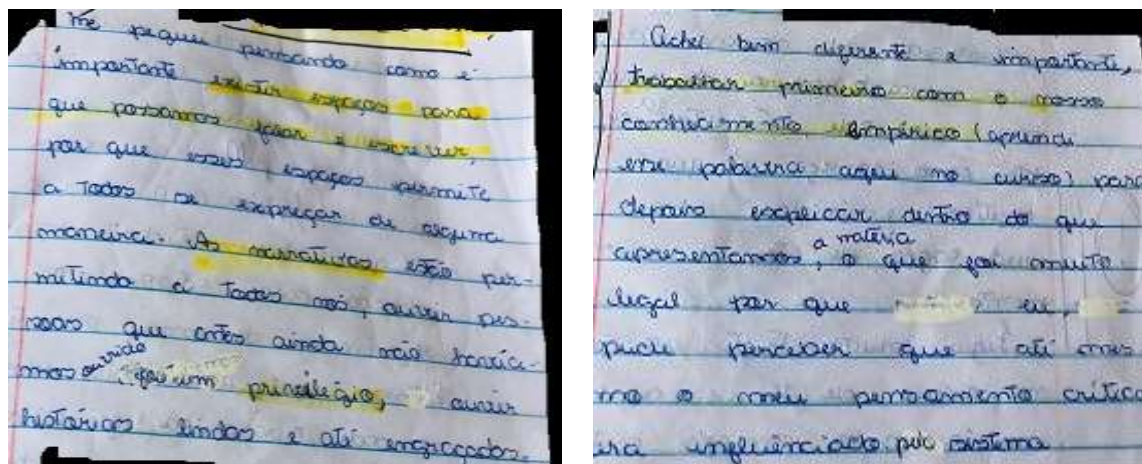 me peguei pensando como é
importante existir espaços para
que possamos falar e escrever,
por que esses espaços permite
a Todos se expreçar de alguma
maneira. As narrativas estão per-
mitindo a Todos nós, ouvir pes-
soas que antes ainda não havía-
mos ouvido, foi um privilégio, ouvir
histórias lindas e até engraçadas.
Achei bem diferente e importante,
trabalhar primeiro com o nosso
conhecimento empírico (aprendi
essa palavra aqui no curso) para
depois explicar dentro do que
apresentamos, a matéria o que foi muito
legal por que eu,
pude perceber que até mes
mo o meu pensamento crítico
era influênciado pelo sistema